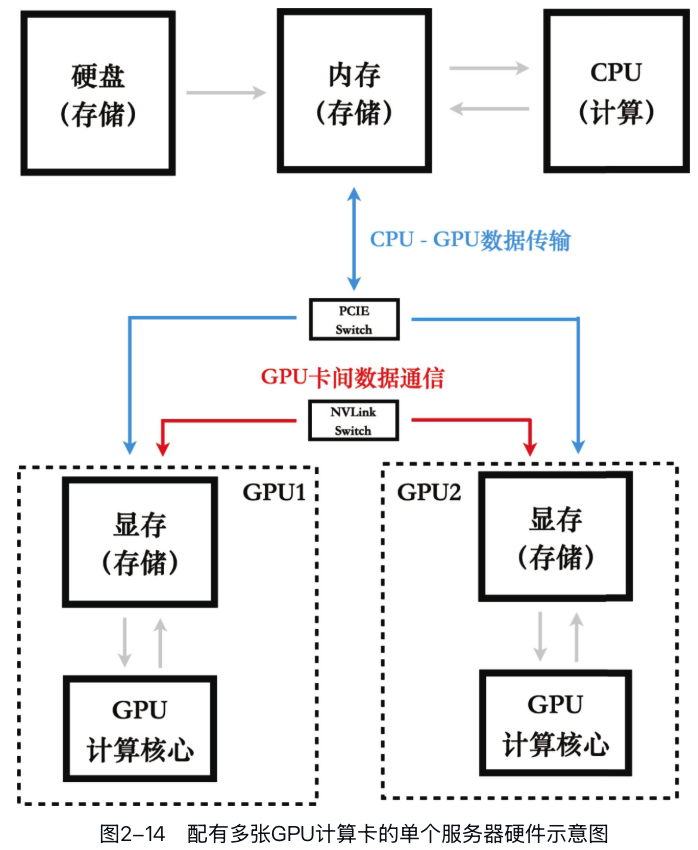 硬盘
（存储）
内存
（存储）
CPU
（计算）
CPU - GPU数据传输
PCIE
Switch
GPU卡间数据通信
NVLink
Switch
GPU1
显存
（存储）
GPU
计算核心
GPU2
显存
（存储）
GPU
计算核心
图2–14 配有多张GPU计算卡的单个服务器硬件示意图